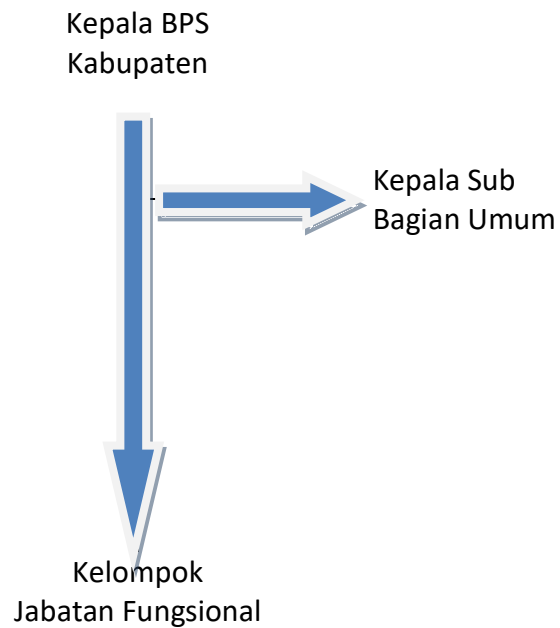 Kepala BPS
Kabupaten
Kepala Sub
Bagian Umum
Kelompok
Jabatan Fungsional